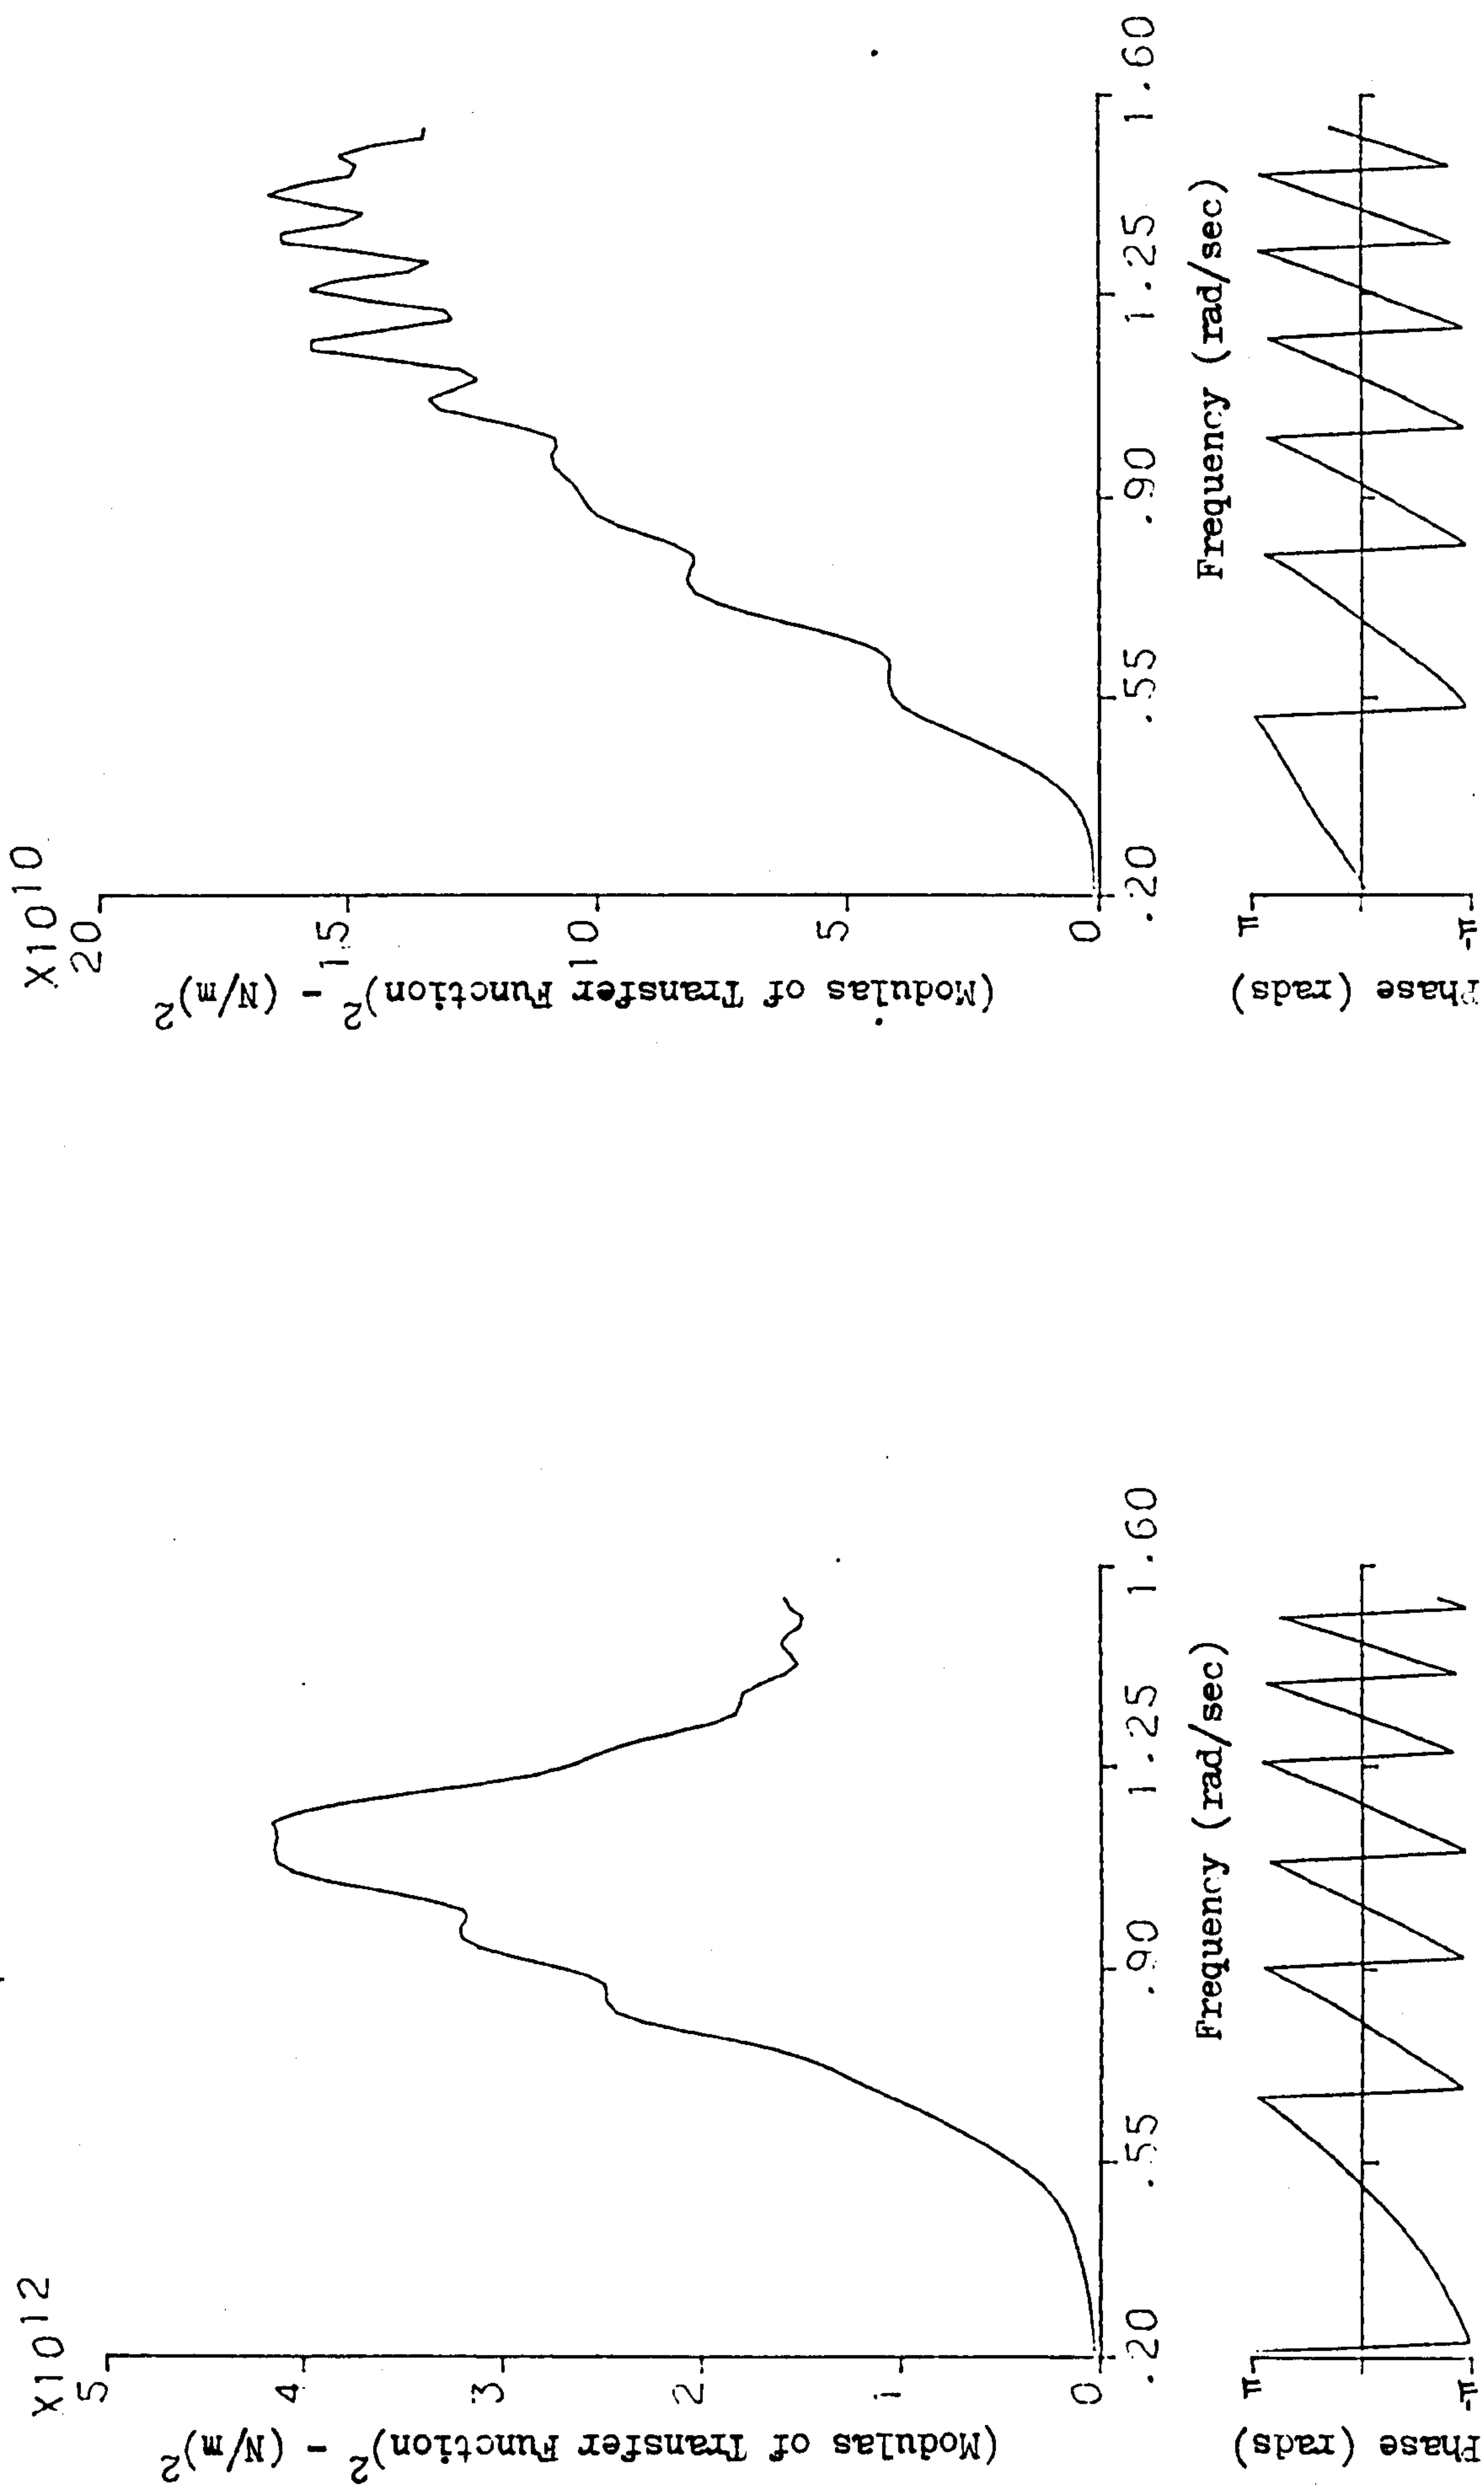 X10^12
5
4
3
2
1
0
(Modulas of Transfer Function)² - (N/m)²
.20
.55
.90
1.25
1.60
Frequency (rad/sec)
π
-π
Phase (rads)
X10^10
20
15
10
5
0
(Modulas of Transfer Function)² - (N/m)²
.20
.55
.90
1.25
1.60
Frequency (rad/sec)
π
-π
Phase (rads)